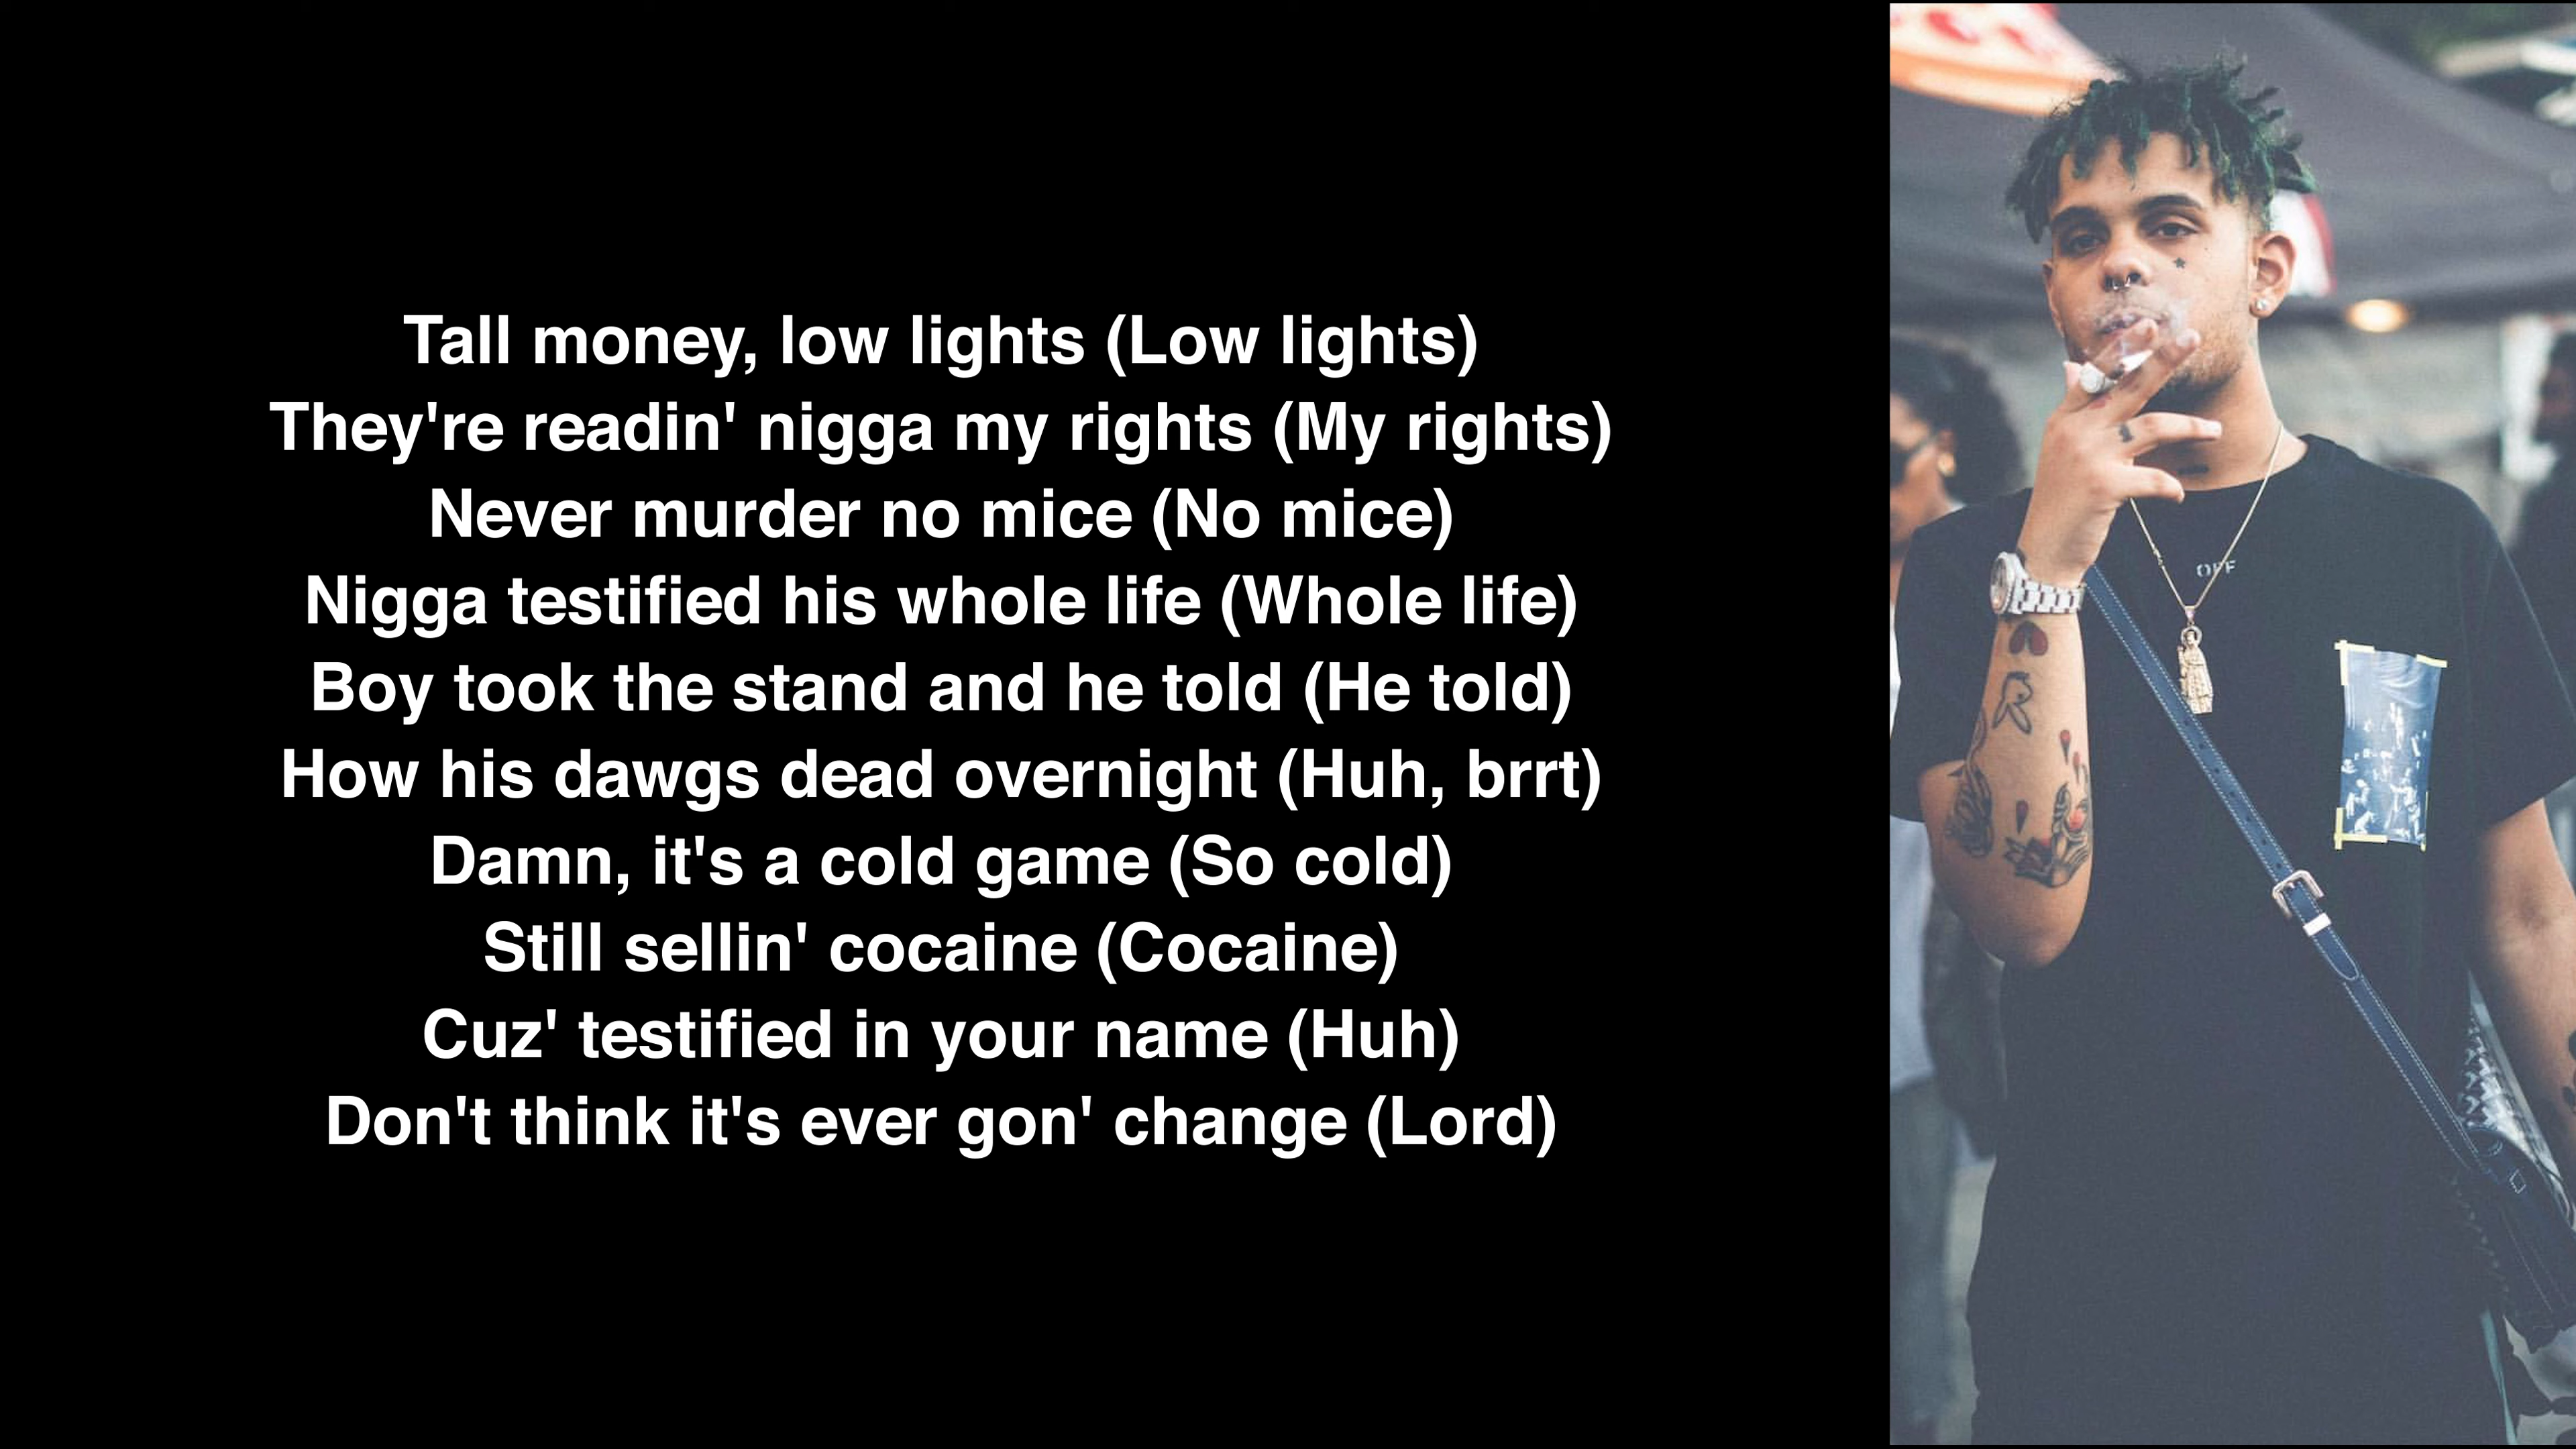 Tall money, low lights (Low lights)
They're readin' nigga my rights (My rights)
Never murder no mice (No mice)
Nigga testified his whole life (Whole life)
Boy took the stand and he told (He told)
How his dawgs dead overnight (Huh, brrt)
Damn, it's a cold game (So cold)
Still sellin' cocaine (Cocaine)
Cuz' testified in your name (Huh)
Don't think it's ever gon' change (Lord)
OFF